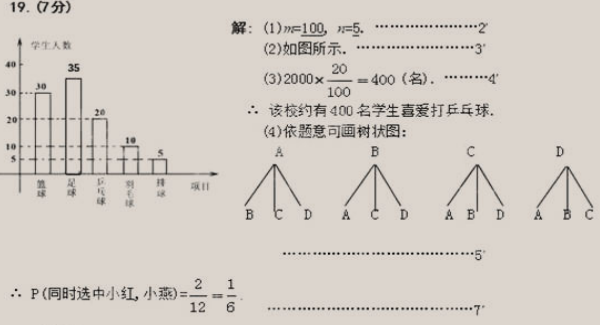 19. (7分)
学生人数
40
30
20
10
5
30
35
20
10
5
篮球
足球
乒乓球
羽毛球
排球
项目
解: (1)m=100, n=5. ……………………2′
(2)如图所示. ……………………3′
(3)2000×20/100=400(名). ………4′
∴ 该校约有400名学生喜爱打乒乓球.
(4)依题意可画树状图:
A B C D
B C D A C D A B D A B C
……………………5′
∴ P(同时选中小红,小燕)=2/12=1/6.
……………………7′